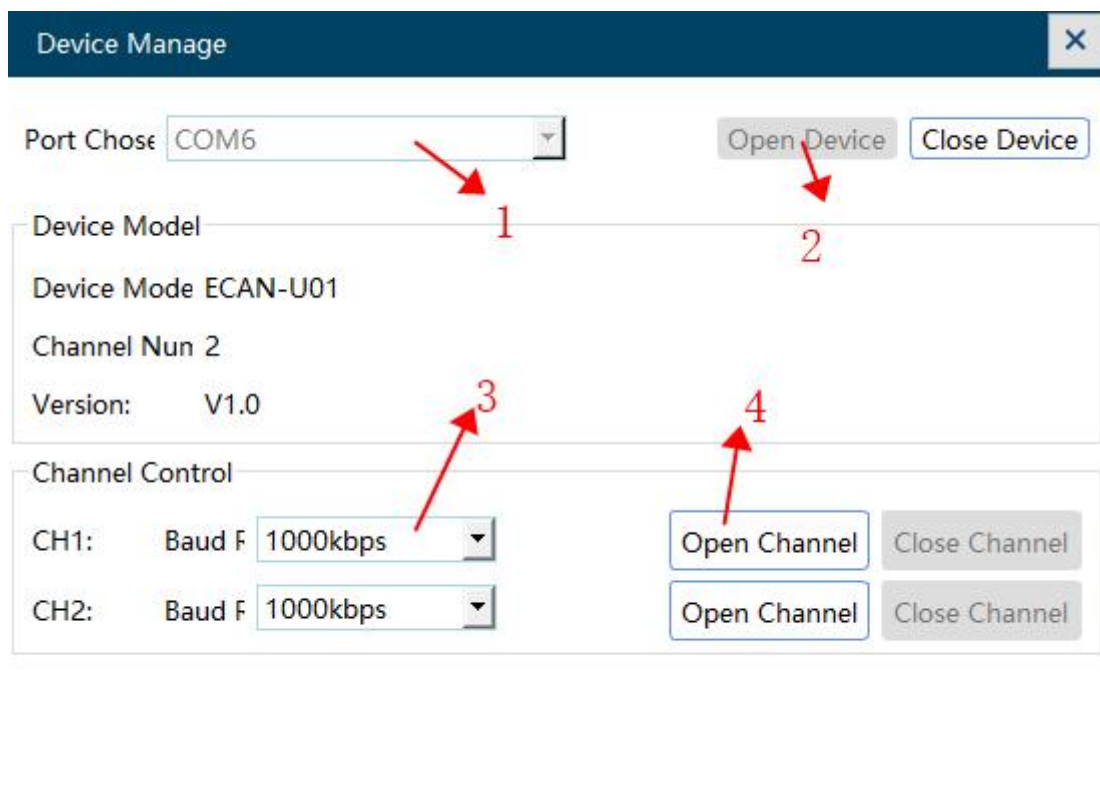 Device Manage
Port Chose COM6 Open Device Close Device
1
2
Device Model
Device Mode ECAN-U01
Channel Nun 2
Version: V1.0
3
4
Channel Control
CH1: Baud R 1000kbps Open Channel Close Channel
CH2: Baud R 1000kbps Open Channel Close Channel